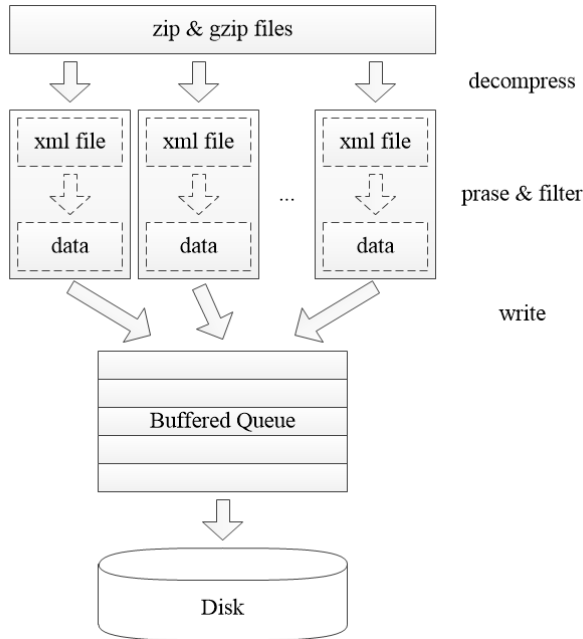 zip & gzip files
decompress
xml file xml file xml file
prase & filter
...
data data data
write
Buffered Queue
Disk